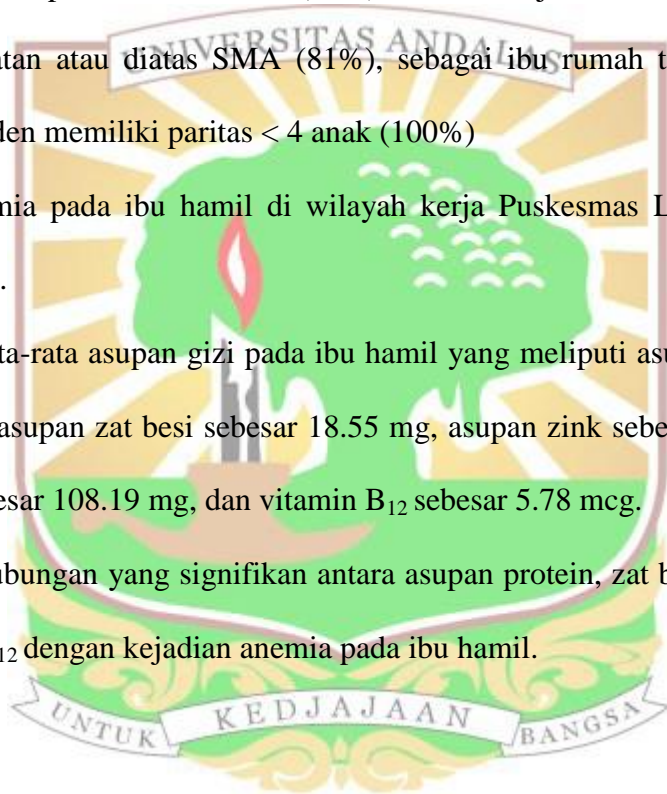 UNIVERSITAS ANDALAS
atan atau diatas SMA (81%), sebagai ibu rumah t
den memiliki paritas < 4 anak (100%)
mia pada ibu hamil di wilayah kerja Puskesmas L
.
ta-rata asupan gizi pada ibu hamil yang meliputi asu
asupan zat besi sebesar 18.55 mg, asupan zink sebe
esar 108.19 mg, dan vitamin B₁₂ sebesar 5.78 mcg.
ubungan yang signifikan antara asupan protein, zat b
₁₂ dengan kejadian anemia pada ibu hamil.
UNTUK KEDJAJAAN BANGSA